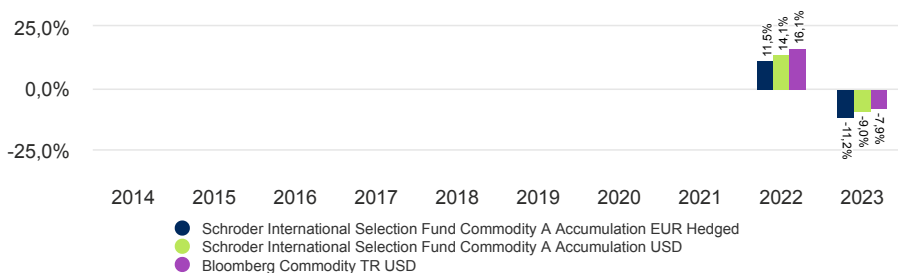 25,0%
0,0%
-25,0%
11,5%
14,1%
16,1%
-11,2%
-9,0%
-7,9%
2014 2015 2016 2017 2018 2019 2020 2021 2022 2023
Schroder International Selection Fund Commodity A Accumulation EUR Hedged
Schroder International Selection Fund Commodity A Accumulation USD
Bloomberg Commodity TR USD